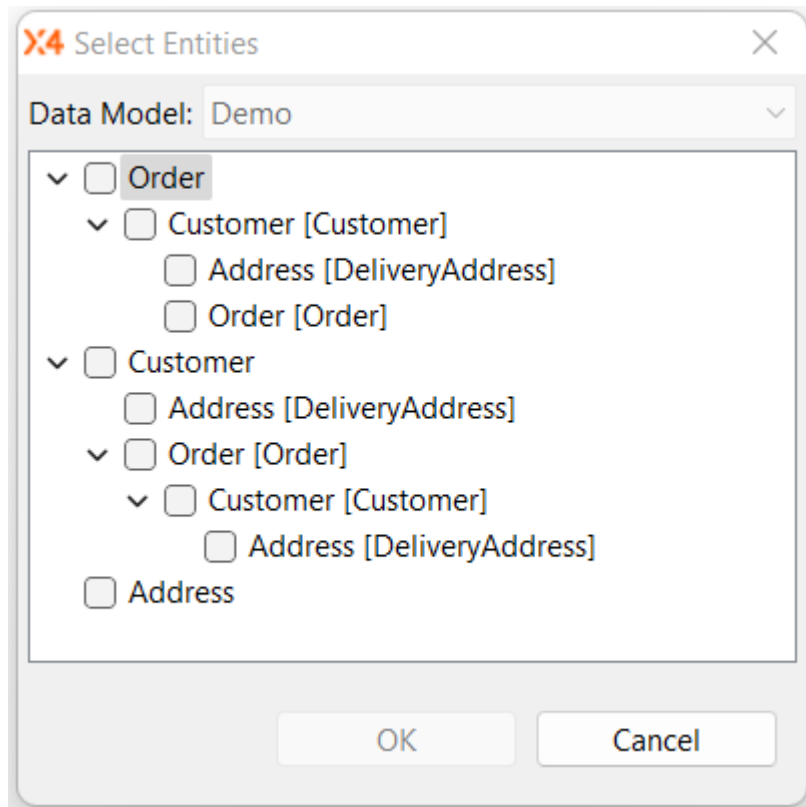 X4 Select Entities
Data Model: Demo
Order
Customer [Customer]
Address [DeliveryAddress]
Order [Order]
Customer
Address [DeliveryAddress]
Order [Order]
Customer [Customer]
Address [DeliveryAddress]
Address
OK Cancel